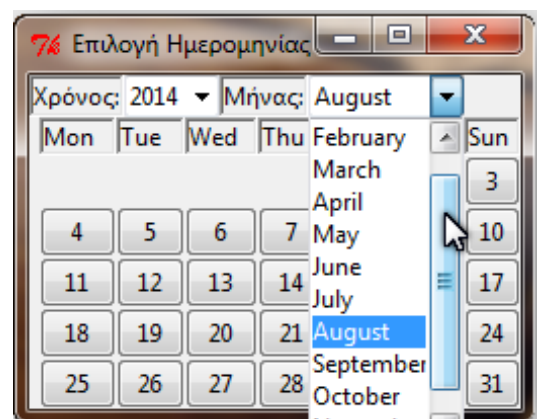 Επιλογή Ημερομηνίας
Χρόνος: 2014 Μήνας: August
Mon Tue Wed Thu Sun
February
March
April
May
June
July
August
September
October
3
4 5 6 7 10
11 12 13 14 17
18 19 20 21 24
25 26 27 28 31